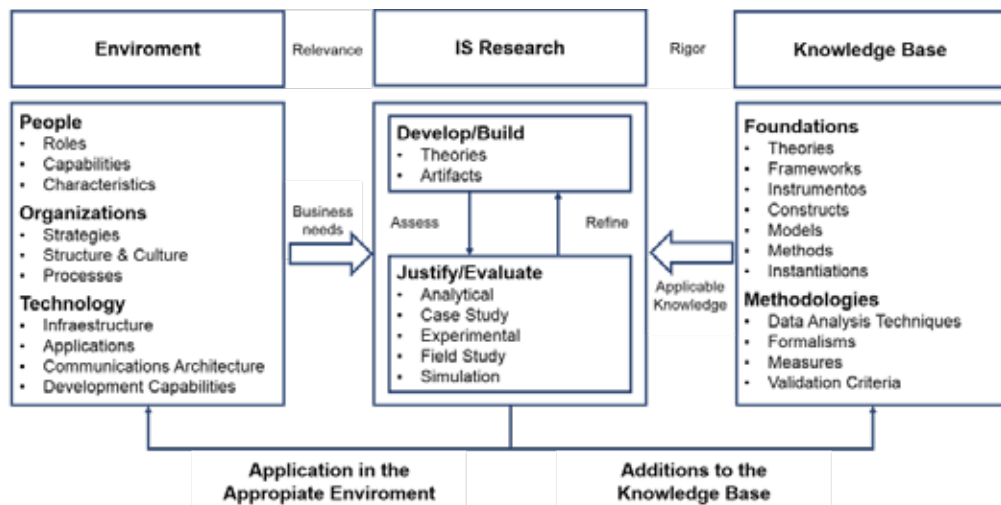 Enviroment
Relevance
IS Research
Rigor
Knowledge Base
People
• Roles
• Capabilities
• Characteristics
Organizations
• Strategies
• Structure & Culture
• Processes
Technology
• Infraestructure
• Applications
• Communications Architecture
• Development Capabilities
Business
needs
Develop/Build
• Theories
• Artifacts
Assess
Refine
Justify/Evaluate
• Analytical
• Case Study
• Experimental
• Field Study
• Simulation
Applicable
Knowledge
Foundations
• Theories
• Frameworks
• Instrumentos
• Constructs
• Models
• Methods
• Instantiations
Methodologies
• Data Analysis Techniques
• Formalisms
• Measures
• Validation Criteria
Application in the
Appropiate Enviroment
Additions to the
Knowledge Base